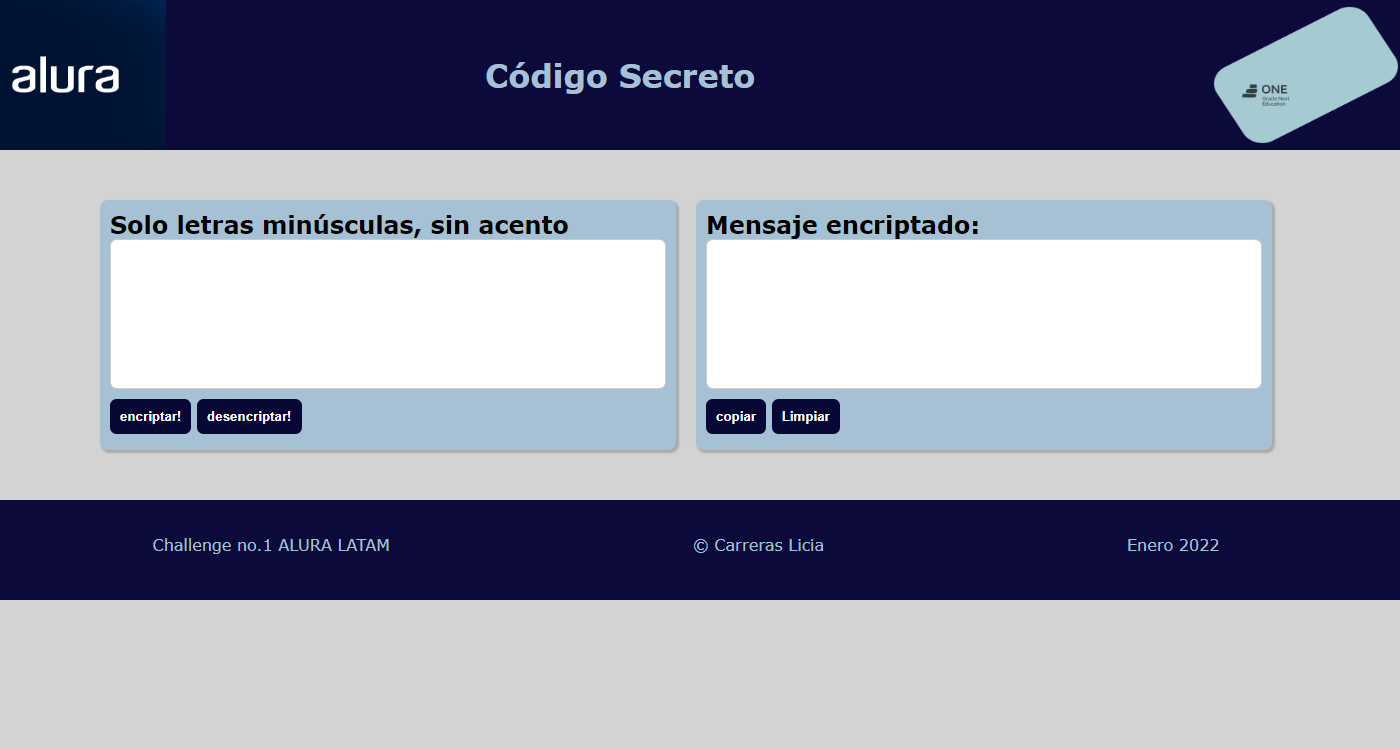 alura
Código Secreto
ONE
Oracle Next
Education
Solo letras minúsculas, sin acento
Mensaje encriptado:
encriptar! desencriptar!
copiar Limpiar
Challenge no.1 ALURA LATAM
© Carreras Licia
Enero 2022